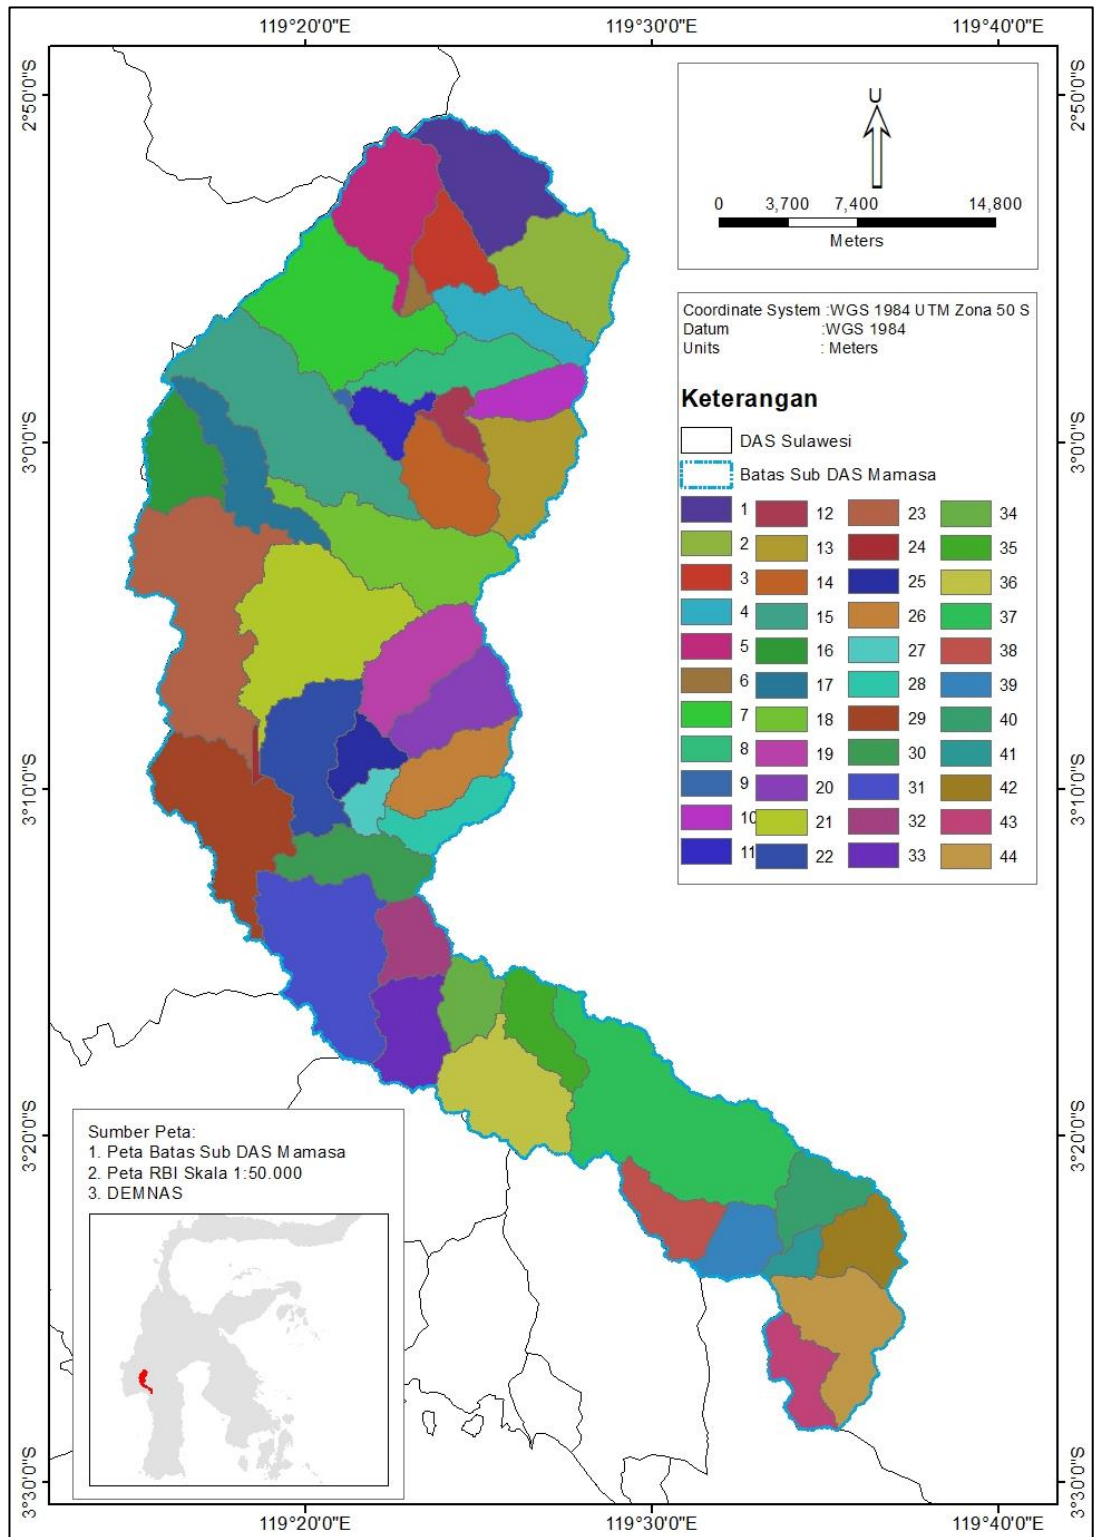 119°20'0"E 119°30'0"E 119°40'0"E
2°50'0"S 2°50'0"S
U
0 3,700 7,400 14,800
Meters
Coordinate System :WGS 1984 UTM Zona 50 S
Datum :WGS 1984
Units : Meters
Keterangan
DAS Sulawesi
Batas Sub DAS Mamasa
1 12 23 34
2 13 24 35
3 14 25 36
4 15 26 37
5 16 27 38
6 17 28 39
7 18 29 40
8 19 30 41
9 20 31 42
10 21 32 43
11 22 33 44
3°0'0"S 3°0'0"S
3°10'0"S 3°10'0"S
3°20'0"S 3°20'0"S
Sumber Peta:
1. Peta Batas Sub DAS Mamasa
2. Peta RBI Skala 1:50.000
3. DEMNAS
3°30'0"S 3°30'0"S
119°20'0"E 119°30'0"E 119°40'0"E